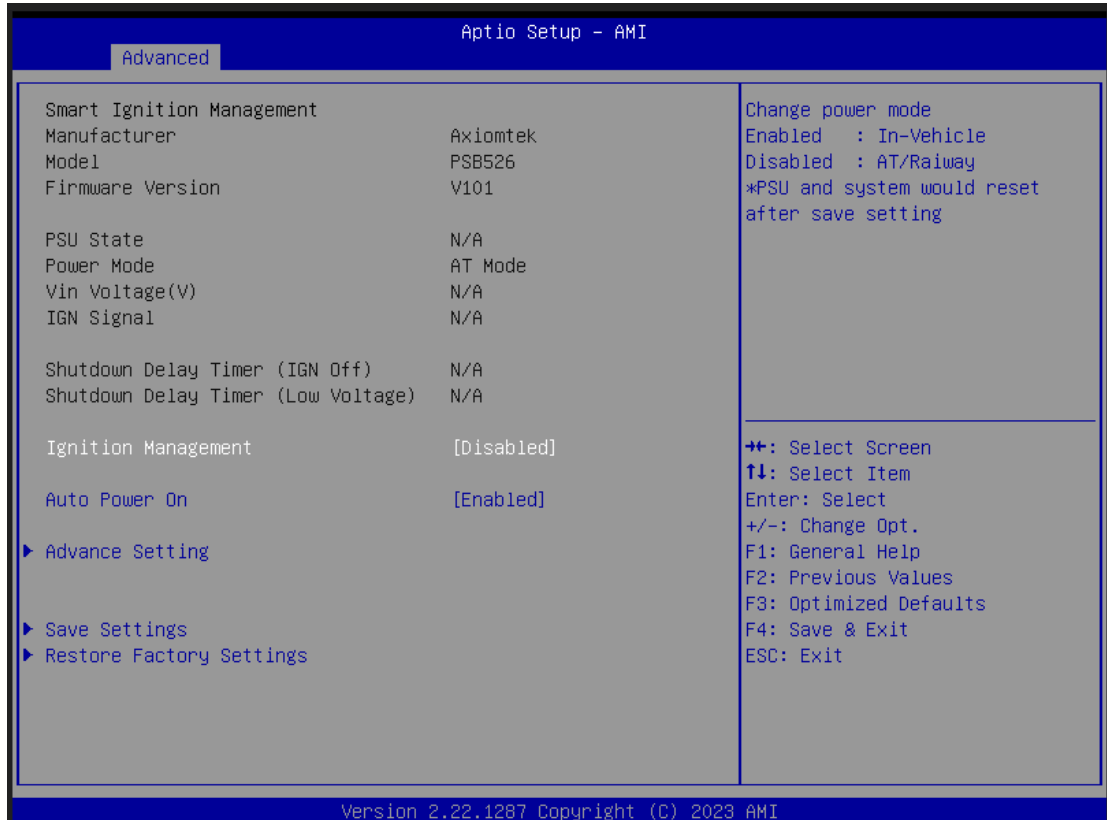 Aptio Setup - AMI
Advanced
Smart Ignition Management
Manufacturer Axiomtek
Model PSB526
Firmware Version V101
PSU State N/A
Power Mode AT Mode
Vin Voltage(V) N/A
IGN Signal N/A
Shutdown Delay Timer (IGN Off) N/A
Shutdown Delay Timer (Low Voltage) N/A
Ignition Management [Disabled]
Auto Power On [Enabled]
Advance Setting
Save Settings
Restore Factory Settings
Change power mode
Enabled : In-Vehicle
Disabled : AT/Raiway
*PSU and system would reset
after save setting
→←: Select Screen
↑↓: Select Item
Enter: Select
+/-: Change Opt.
F1: General Help
F2: Previous Values
F3: Optimized Defaults
F4: Save & Exit
ESC: Exit
Version 2.22.1287 Copyright (C) 2023 AMI